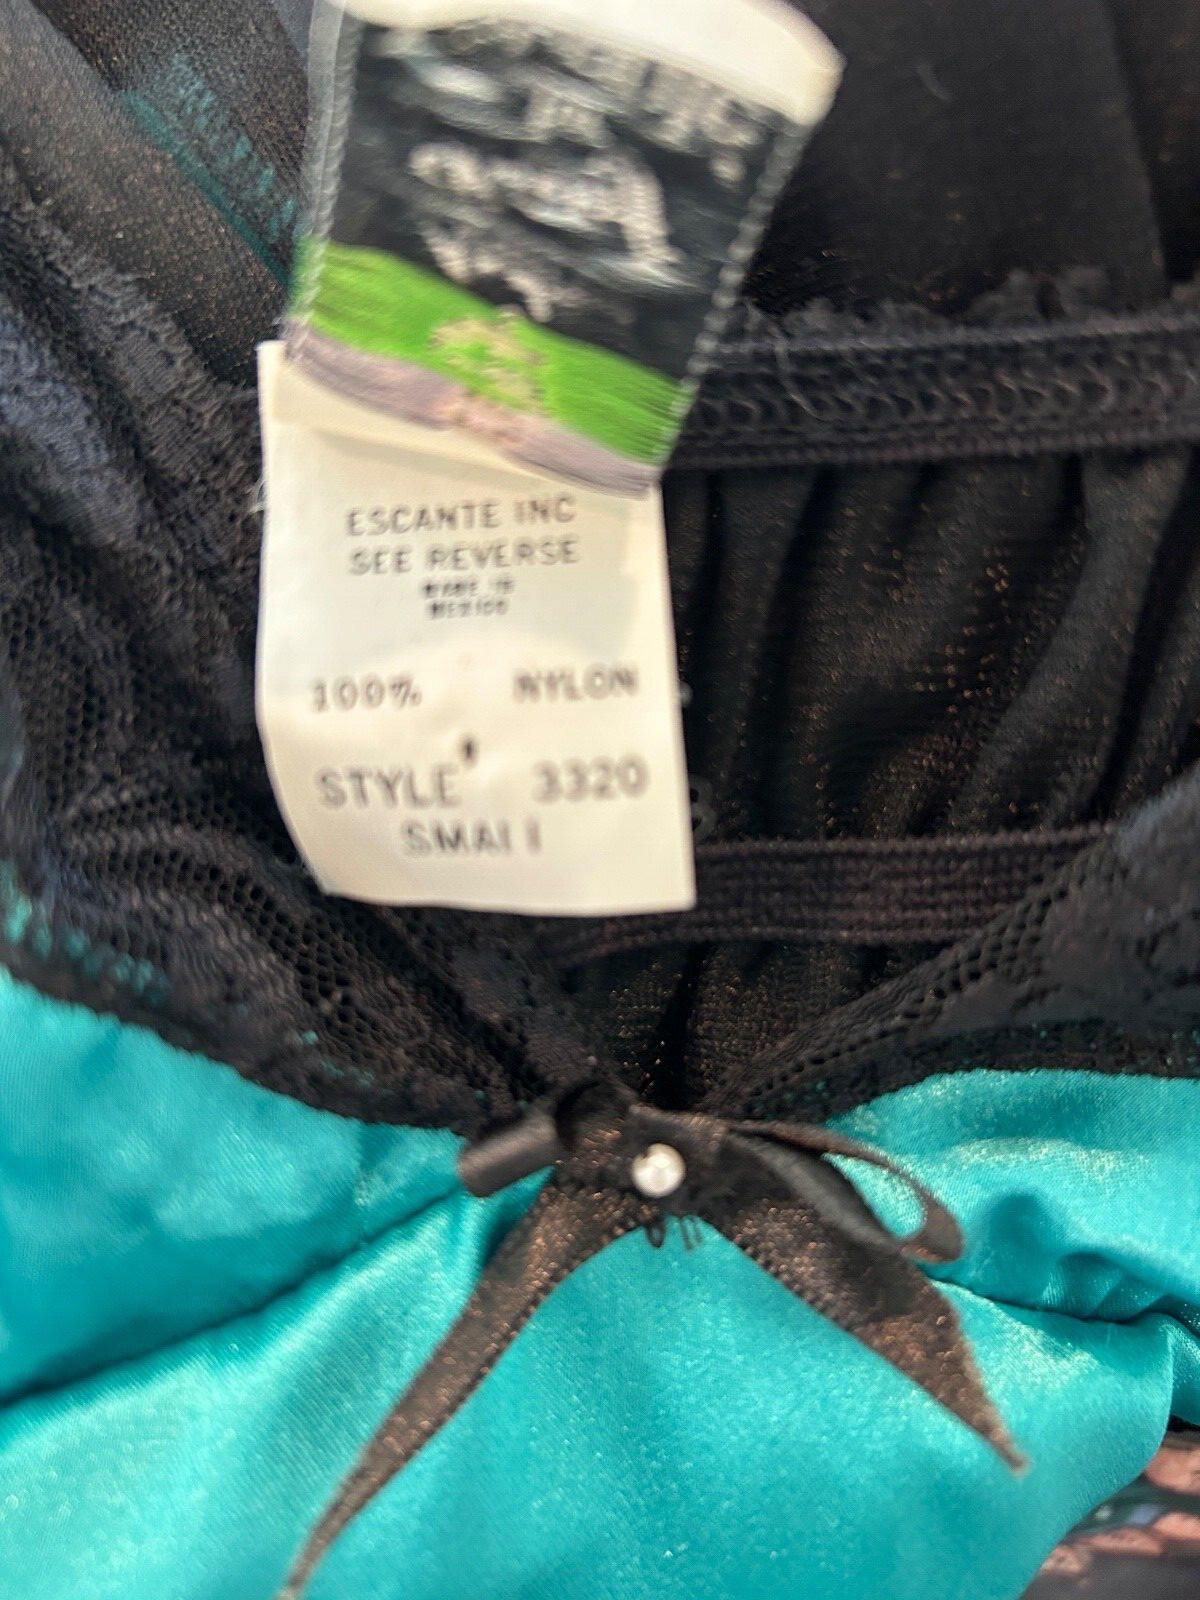 ESCANTE INC
SEE REVERSE
MADE IN
MEXICO
100% NYLON
STYLE 3320
SMALL